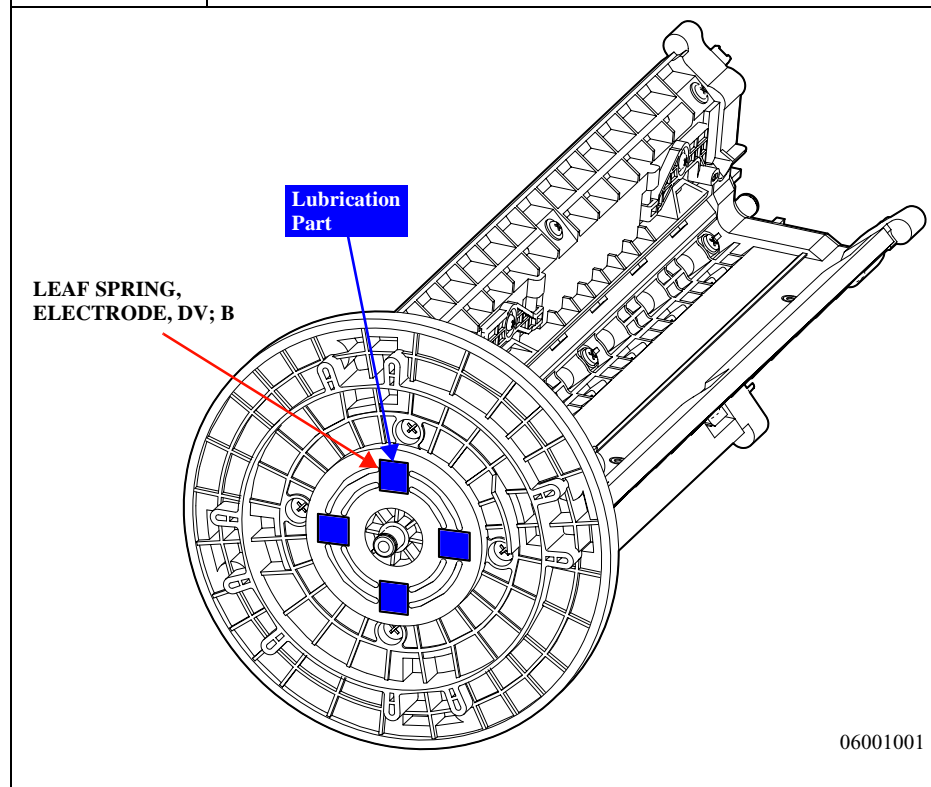 Lubrication
Part
LEAF SPRING,
ELECTRODE, DV; B
06001001